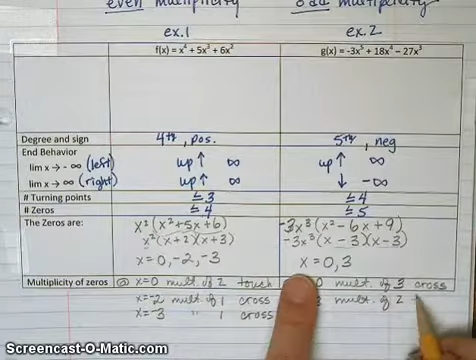 even multiplicity odd multiplicity
ex.1 ex.2
f(x) = x⁴ + 5x³ + 6x² g(x) = -3x⁵ + 18x⁴ – 27x³
Degree and sign 4th, pos. 5th, neg
End Behavior
lim x → - ∞ (left) up ↑ ∞ up ↑ ∞
lim x → ∞ (right) up ↑ ∞ ↓ -∞
# Turning points ≤ 3 ≤ 4
# Zeros ≤ 4 ≤ 5
The Zeros are: x²(x²+5x+6) -3x³(x²-6x+9)
x²(x+2)(x+3) -3x³(x-3)(x-3)
x = 0, -2, -3 x = 0, 3
Multiplicity of zeros @ x=0 mult of 2 touch 0 mult. of 3 cross
x=-2 mult of 1 cross 3 mult. of 2
x=-3 " 1 cross
Screencast-O-Matic.com